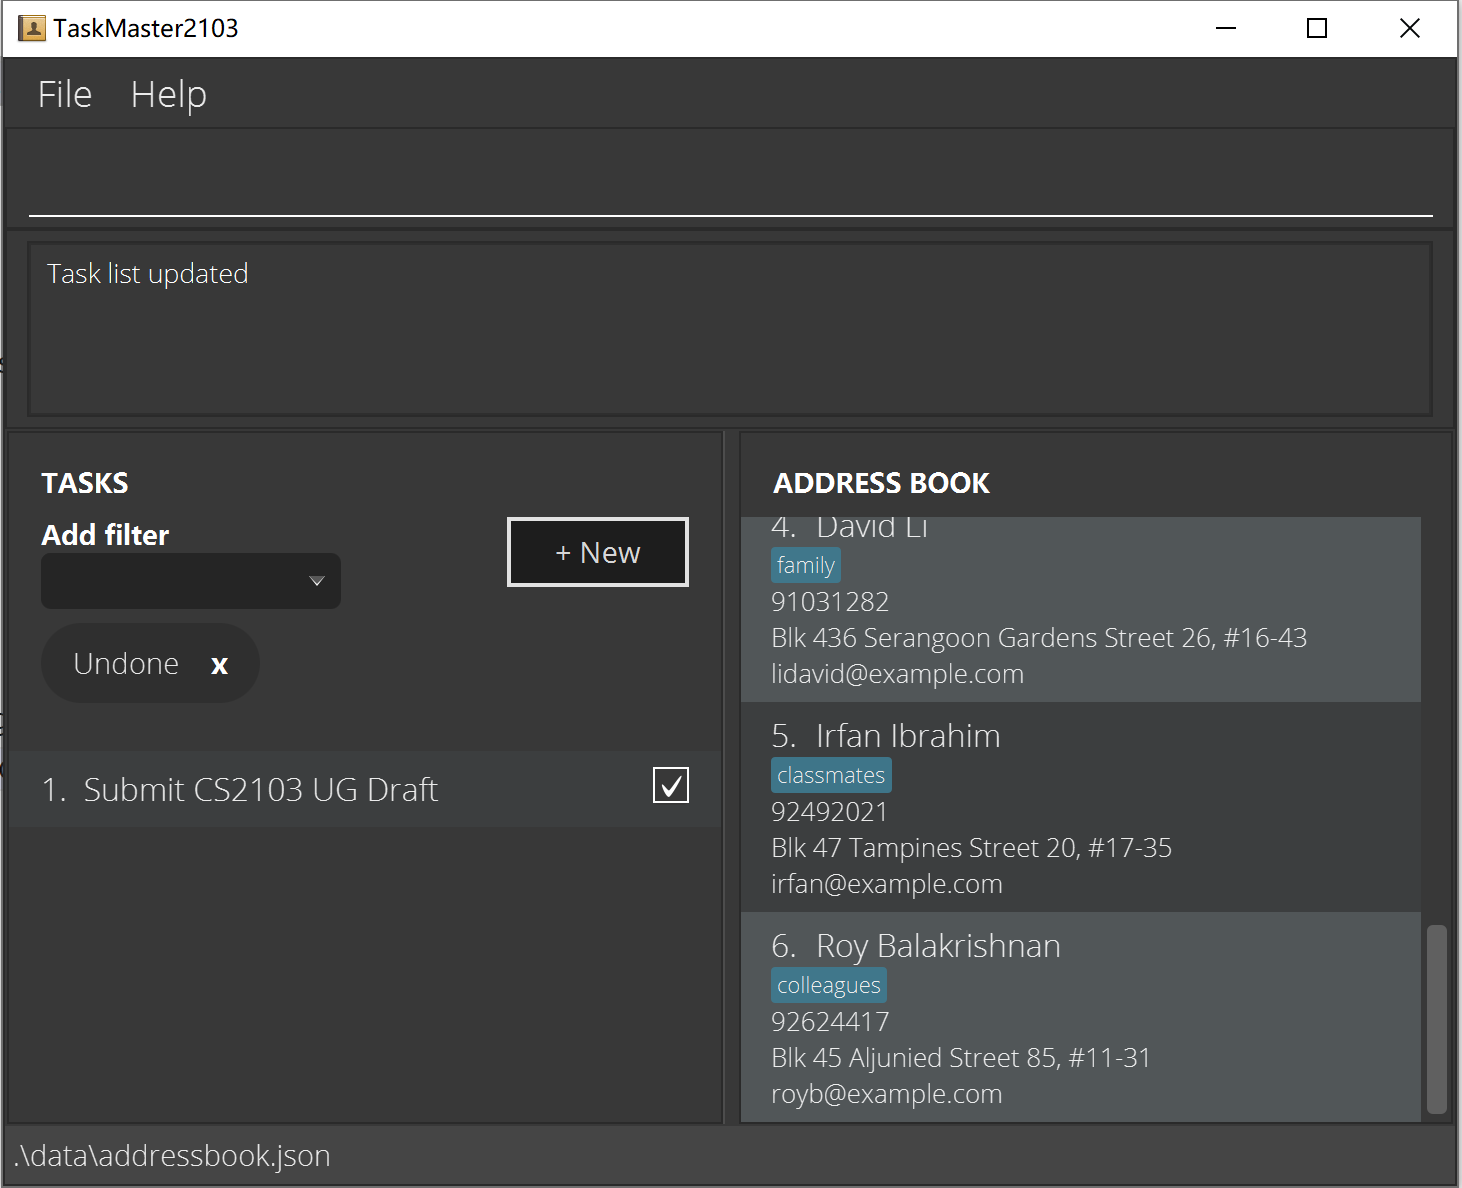 TaskMaster2103
File Help
Task list updated
TASKS
Add filter
+ New
Undone x
1. Submit CS2103 UG Draft
ADDRESS BOOK
4. David Li
family
91031282
Blk 436 Serangoon Gardens Street 26, #16-43
lidavid@example.com
5. Irfan Ibrahim
classmates
92492021
Blk 47 Tampines Street 20, #17-35
irfan@example.com
6. Roy Balakrishnan
colleagues
92624417
Blk 45 Aljunied Street 85, #11-31
royb@example.com
.\data\addressbook.json